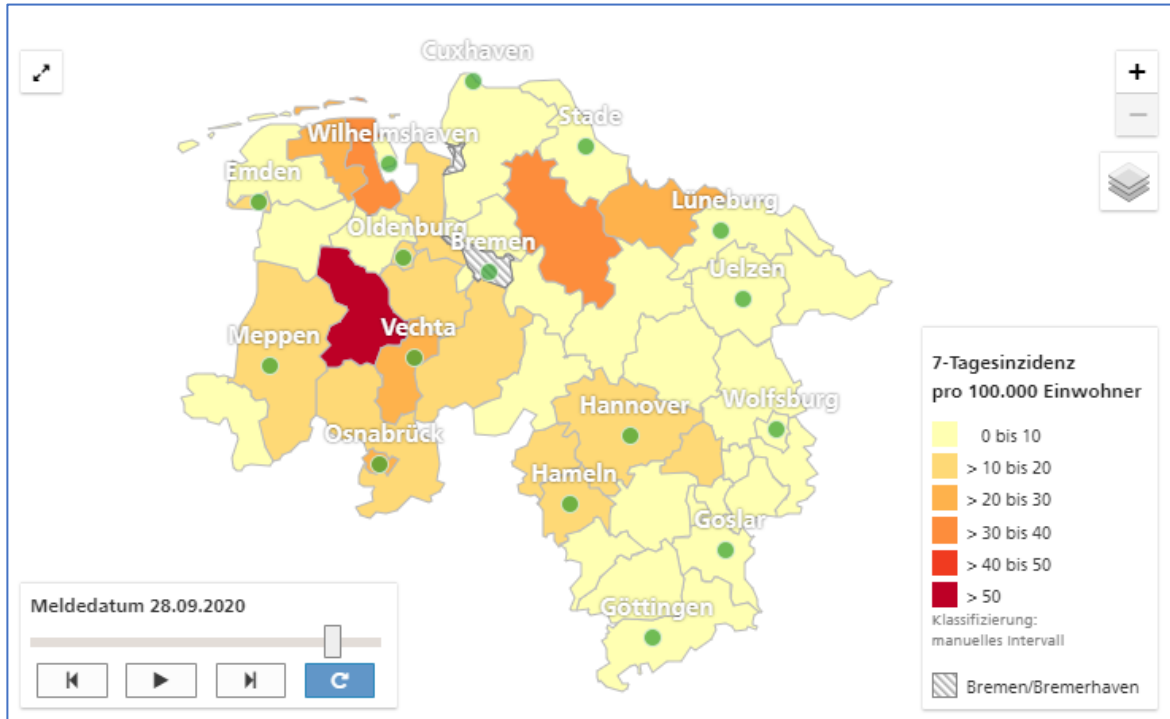 Cuxhaven
Stade
Wilhelmshaven
Emden
Lüneburg
Oldenburg
Bremen
Uelzen
Vechta
Meppen
Hannover
Wolfsburg
Osnabrück
Hameln
Goslar
Göttingen
+
−
7-Tagesinzidenz
pro 100.000 Einwohner
0 bis 10
> 10 bis 20
> 20 bis 30
> 30 bis 40
> 40 bis 50
> 50
Klassifizierung:
manuelles Intervall
Bremen/Bremerhaven
Meldedatum 28.09.2020